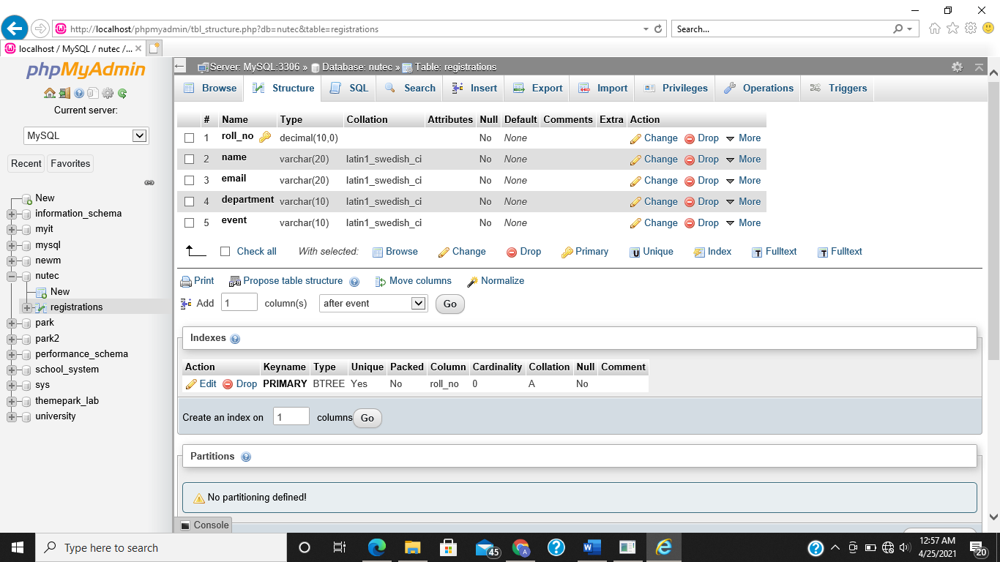 http://localhost/phpmyadmin/tbl_structure.php?db=nutec&table=registrations
Search...
localhost / MySQL / nutec /...
phpMyAdmin
Current server:
MySQL
Recent Favorites
New
information_schema
myit
mysql
newm
nutec
New
registrations
park
park2
performance_schema
school_system
sys
themepark_lab
university
Server: MySQL:3306 » Database: nutec » Table: registrations
Browse Structure SQL Search Insert Export Import Privileges Operations Triggers
# Name Type Collation Attributes Null Default Comments Extra Action
1 roll_no decimal(10,0) No None Change Drop More
2 name varchar(20) latin1_swedish_ci No None Change Drop More
3 email varchar(20) latin1_swedish_ci No None Change Drop More
4 department varchar(10) latin1_swedish_ci No None Change Drop More
5 event varchar(10) latin1_swedish_ci No None Change Drop More
Check all With selected: Browse Change Drop Primary Unique Index Fulltext Fulltext
Print Propose table structure Move columns Normalize
Add 1 column(s) after event Go
Indexes
Action Keyname Type Unique Packed Column Cardinality Collation Null Comment
Edit Drop PRIMARY BTREE Yes No roll_no 0 A No
Create an index on 1 columns Go
Partitions
No partitioning defined!
Console
Type here to search
45
A
12:57 AM
4/25/2021
20